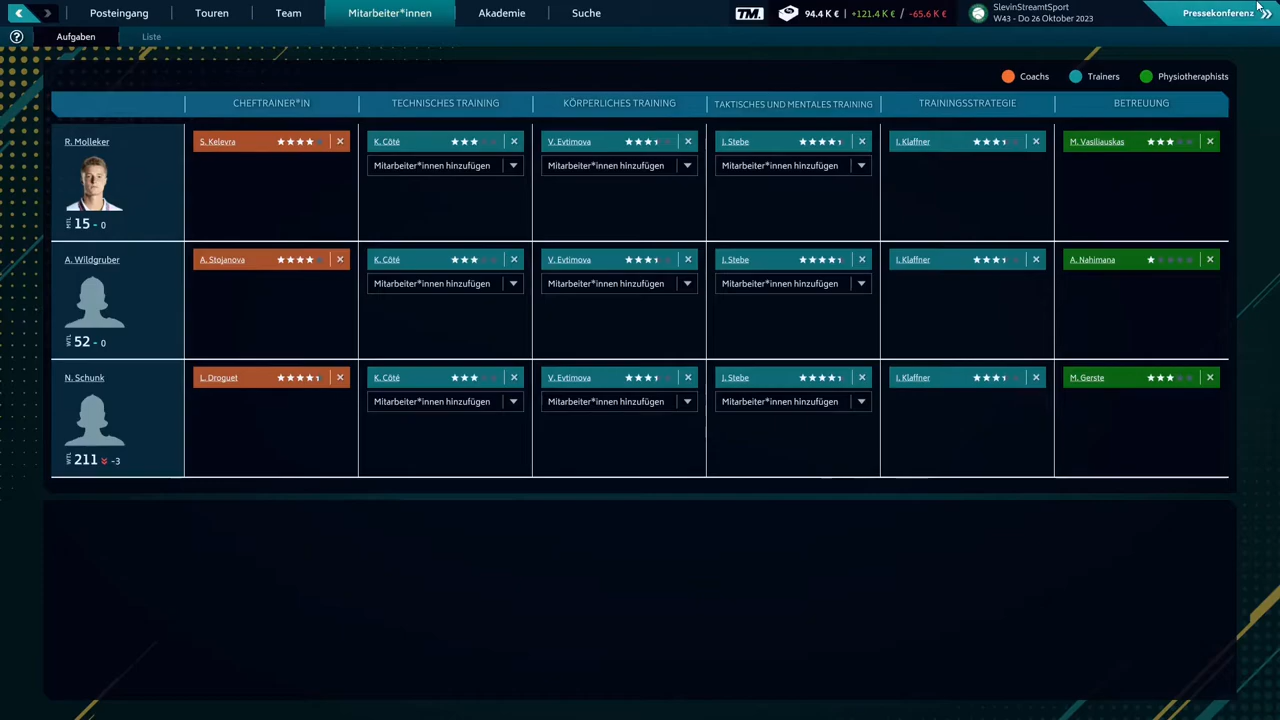 Posteingang Touren Team Mitarbeiter*innen Akademie Suche TM. 94.4 K € / +121.4 K € / -65.6 K € SlevinStreamtSport Pressekonferenz
W43 - Do 26 Oktober 2023
? Aufgaben Liste
Coachs Trainers Physiotheraphists
CHEFTRAINER*IN TECHNISCHES TRAINING KÖRPERLICHES TRAINING TAKTISCHES UND MENTALES TRAINING TRAININGSSTRATEGIE BETREUUNG
R. Molleker S. Kelevra K. Côté V. Evtimova J. Stebe I. Klaffner M. Vasiliauskas
Mitarbeiter*innen hinzufügen Mitarbeiter*innen hinzufügen Mitarbeiter*innen hinzufügen
MTL 15 - 0
A. Wildgruber A. Stojanova K. Côté V. Evtimova J. Stebe I. Klaffner A. Nahimana
Mitarbeiter*innen hinzufügen Mitarbeiter*innen hinzufügen Mitarbeiter*innen hinzufügen
WTL 52 - 0
N. Schunk L. Droguet K. Côté V. Evtimova J. Stebe I. Klaffner M. Gerste
Mitarbeiter*innen hinzufügen Mitarbeiter*innen hinzufügen Mitarbeiter*innen hinzufügen
WTL 211 -3